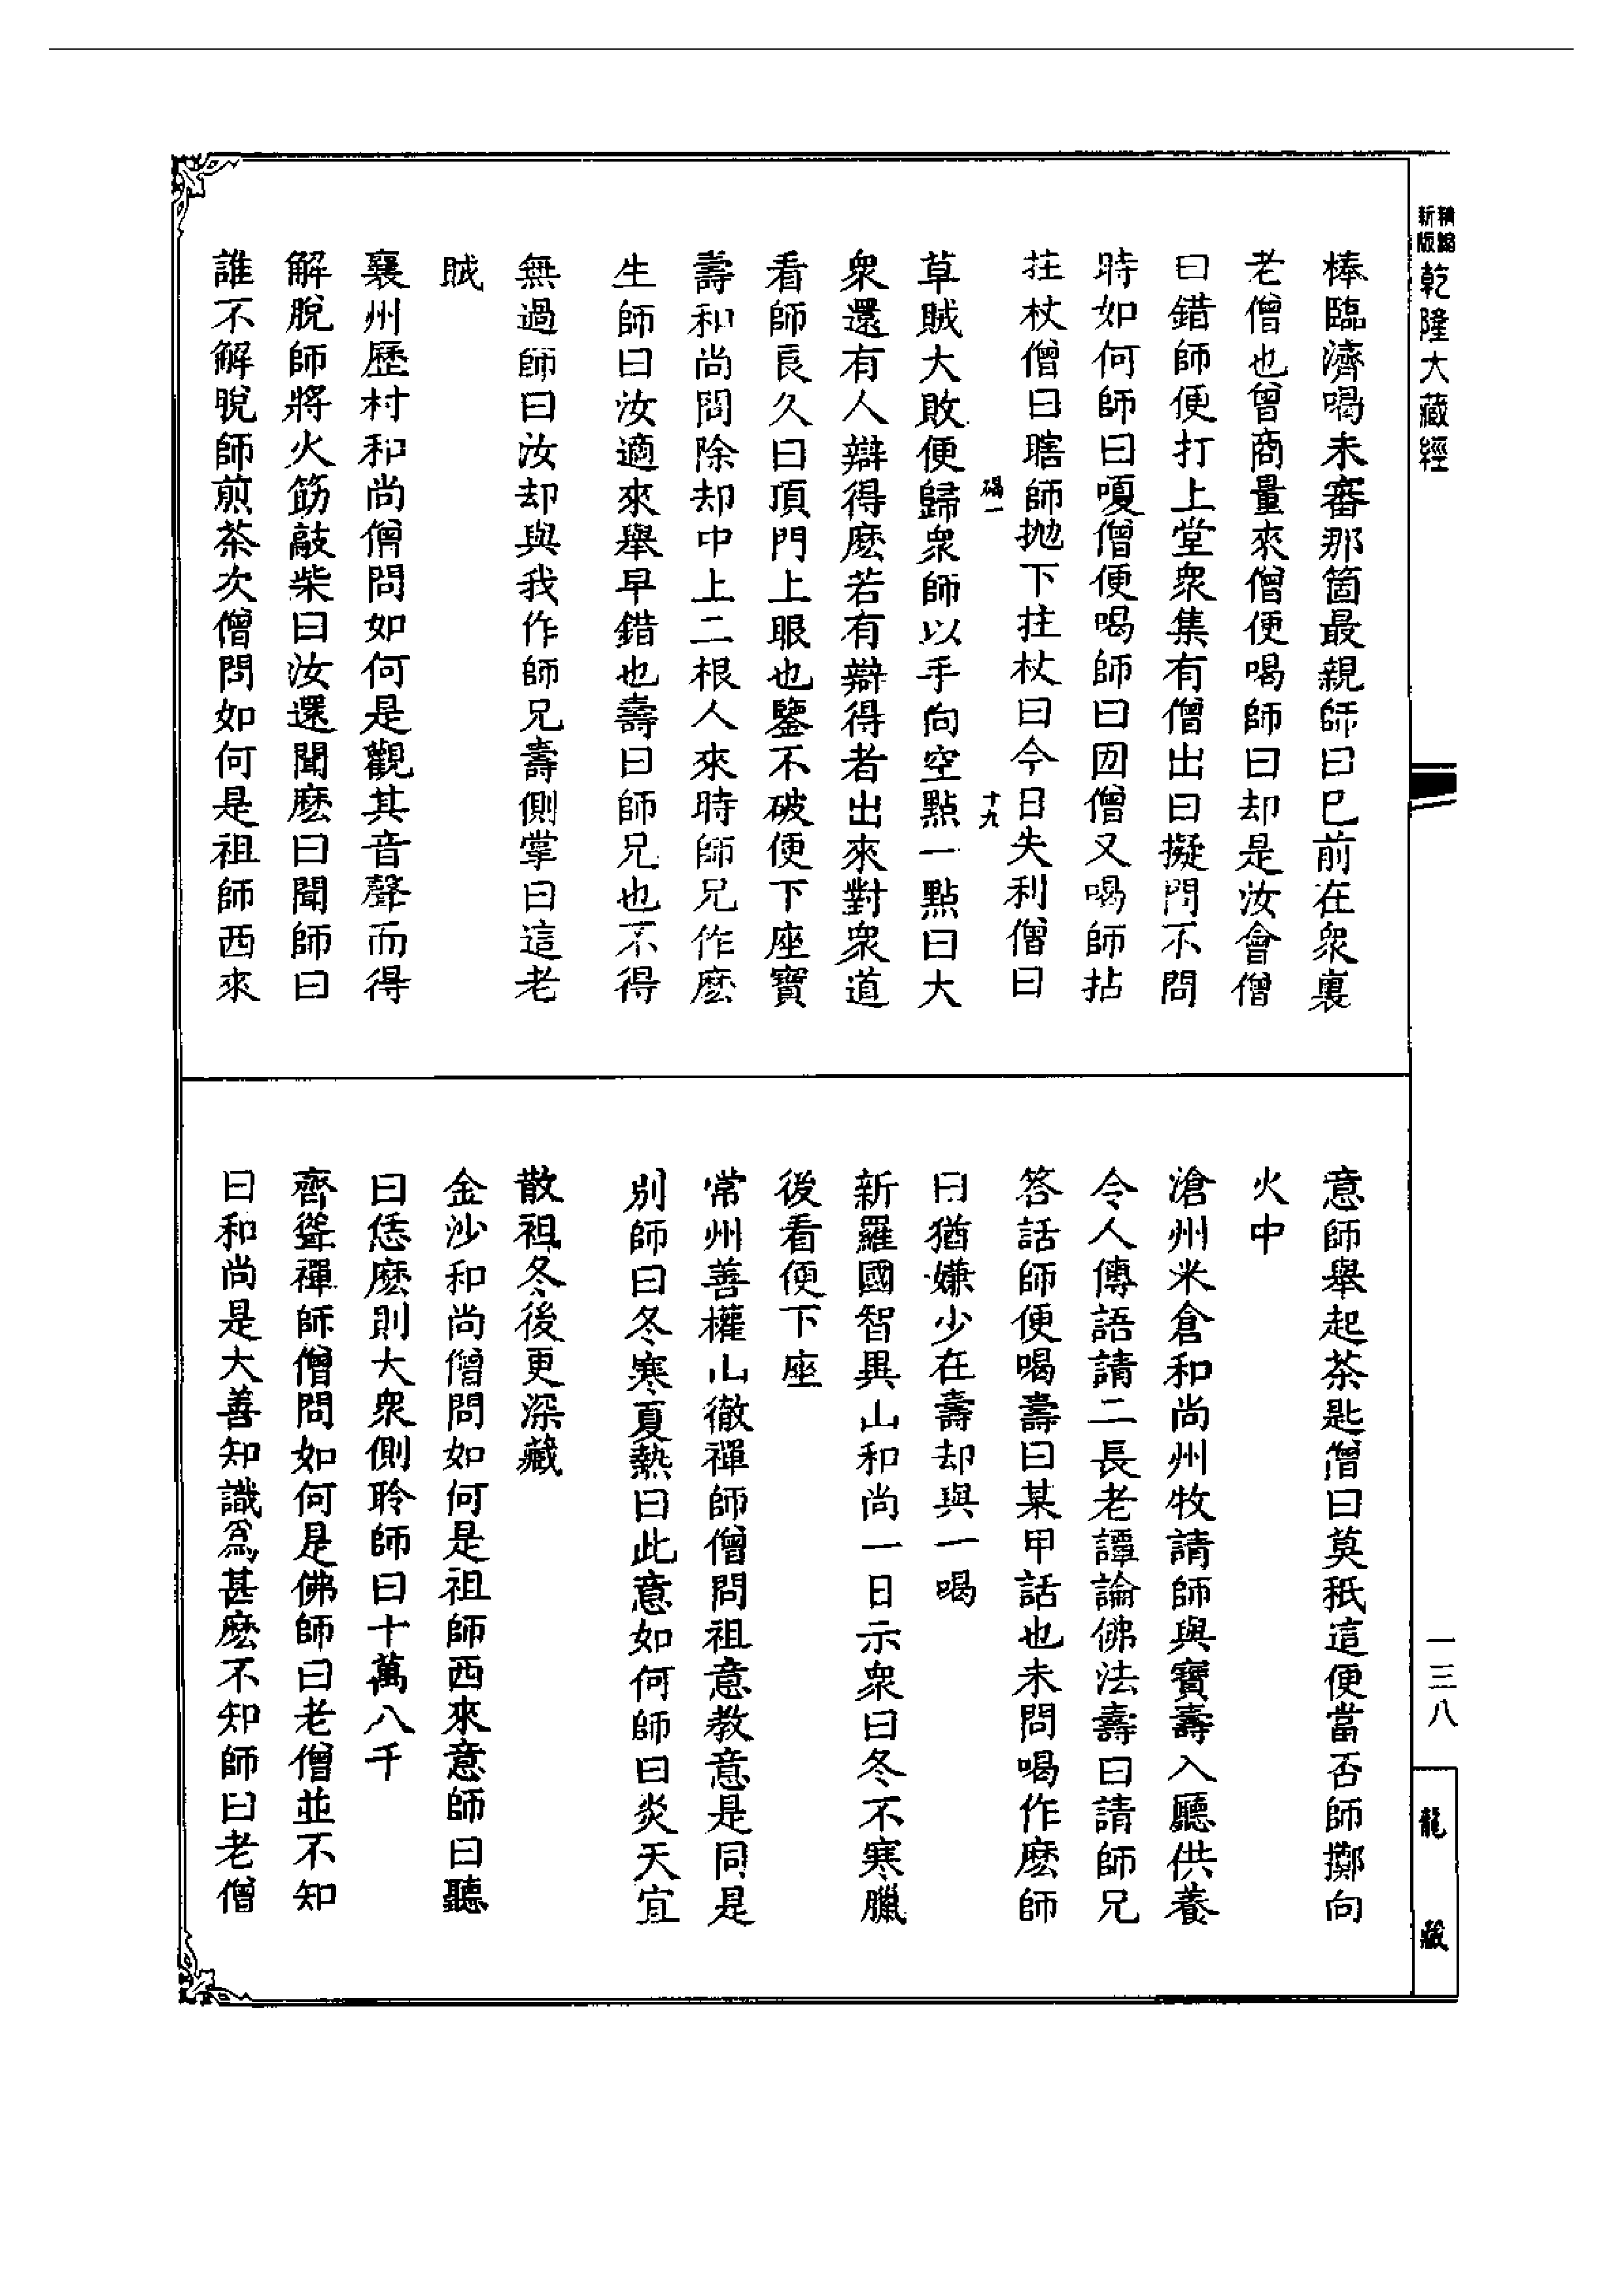 精縮
新版
乾隆大藏經
棒臨濟喝未審那箇最親師曰已前在衆裏
老僧也曾商量來僧便喝師曰却是汝會僧
曰錯師便打上堂衆集有僧出曰擬問不問
時如何師曰嗄僧便喝師曰㘞僧又喝師拈
拄杖僧曰瞎師抛下拄杖曰今日失利僧曰
碣一
十九
草賊大敗便歸衆師以手向空點一點曰大
衆還有人辯得麽若有辯得者出來對衆道
看師良久曰頂門上眼也鑒不破便下座寶
壽和尚問除却中上二根人來時師兄作麽
生師曰汝適來舉早錯也壽曰師兄也不得
無過師曰汝却與我作師兄壽側掌曰這老
賊
襄州歷村和尚僧問如何是觀其音聲而得
解脫師將火筯敲柴曰汝還聞麽曰聞師曰
誰不解脫師煎茶次僧問如何是祖師西來
意師舉起茶匙僧曰莫秖這便當否師擲向
火中
滄州米倉和尚州牧請師與寶壽入廳供養
令人傳語請二長老譚論佛法壽曰請師兄
答話師便喝壽曰某甲話也未問喝作麽師
曰猶嫌少在壽却與一喝
新羅國智異山和尚一日示衆曰冬不寒臘
後看便下座
常州善權山徹禪師僧問祖意教意是同是
別師曰冬寒夏熱曰此意如何師曰炎天宜
散袒冬後更深藏
金沙和尚僧問如何是祖師西來意師曰聽
曰恁麽則大衆側聆師曰十萬八千
齊聳禪師僧問如何是佛師曰老僧並不知
曰和尚是大善知識爲甚麽不知師曰老僧
一三八
龍藏